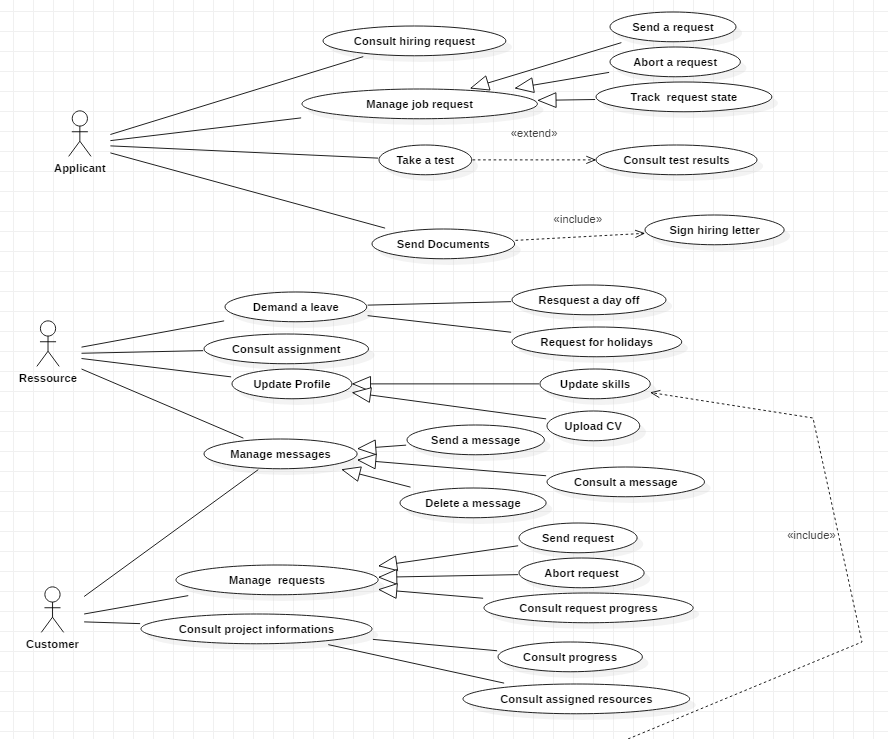 Consult hiring request
Send a request
Abort a request
Manage job request
Track  request state
«extend»
Take a test
Consult test results
Applicant
«include»
Send Documents
Sign hiring letter
Demand a leave
Resquest a day off
Consult assignment
Request for holidays
Ressource
Update Profile
Update skills
Upload CV
Send a message
Manage messages
Consult a message
Delete a message
Send request
«include»
Manage  requests
Abort request
Consult request progress
Consult project informations
Customer
Consult progress
Consult assigned resources